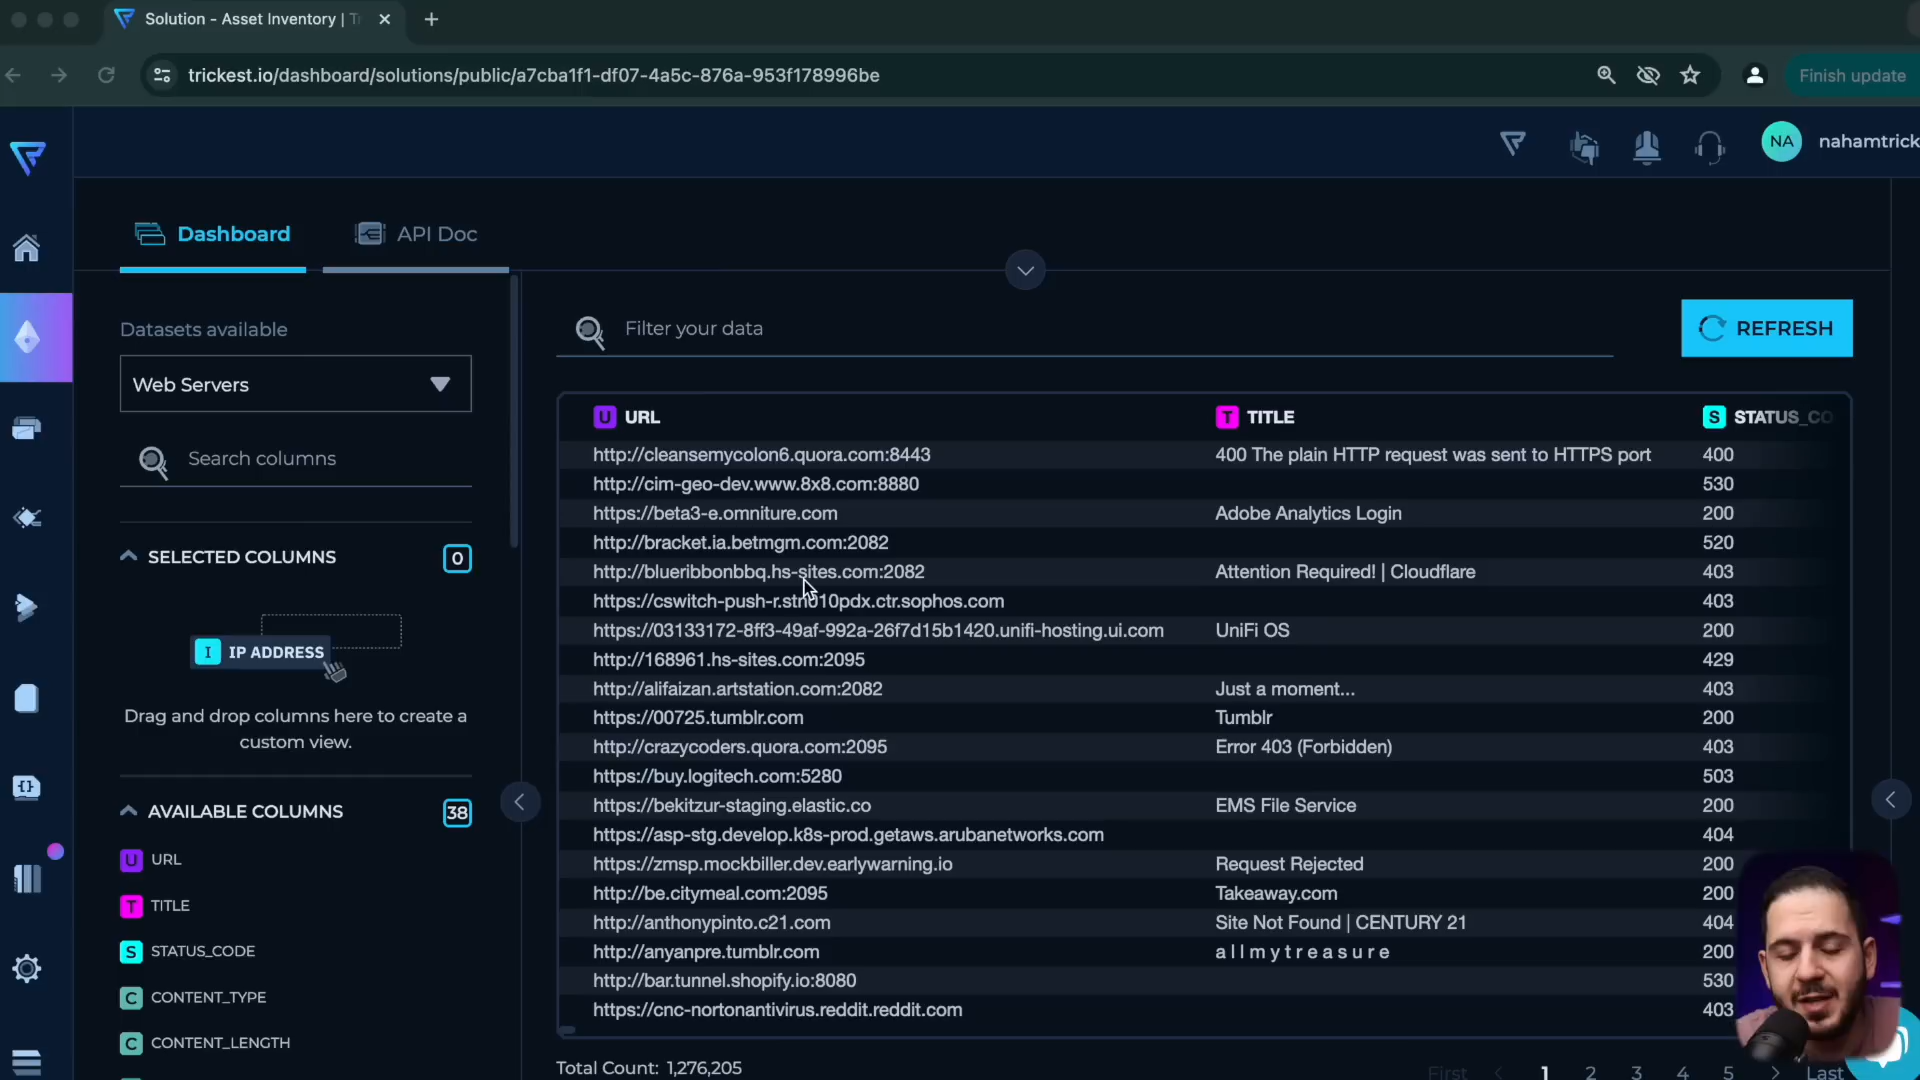 Solution - Asset Inventory | Tr
trickest.io/dashboard/solutions/public/a7cba1f1-df07-4a5c-876a-953f178996be
Finish update
NA
nahamtrick
Dashboard
API Doc
Datasets available
Filter your data
REFRESH
Web Servers
Search columns
SELECTED COLUMNS
0
I IP ADDRESS
Drag and drop columns here to create a
custom view.
AVAILABLE COLUMNS
38
U URL
T TITLE
S STATUS_CODE
C CONTENT_TYPE
C CONTENT_LENGTH
U URL T TITLE S STATUS_CO
http://cleansemycolon6.quora.com:8443 400 The plain HTTP request was sent to HTTPS port 400
http://cim-geo-dev.www.8x8.com:8880 530
https://beta3-e.omniture.com Adobe Analytics Login 200
http://bracket.ia.betmgm.com:2082 520
http://blueribbonbbq.hs-sites.com:2082 Attention Required! | Cloudflare 403
https://cswitch-push-r.stn010pdx.ctr.sophos.com 403
https://03133172-8ff3-49af-992a-26f7d15b1420.unifi-hosting.ui.com UniFi OS 200
http://168961.hs-sites.com:2095 429
http://alifaizan.artstation.com:2082 Just a moment... 403
https://00725.tumblr.com Tumblr 200
http://crazycoders.quora.com:2095 Error 403 (Forbidden) 403
https://buy.logitech.com:5280 503
https://bekitzur-staging.elastic.co EMS File Service 200
https://asp-stg.develop.k8s-prod.getaws.arubanetworks.com 404
https://zmsp.mockbiller.dev.earlywarning.io Request Rejected 200
http://be.citymeal.com:2095 Takeaway.com 200
http://anthonypinto.c21.com Site Not Found | CENTURY 21 404
http://anyanpre.tumblr.com a l l m y t r e a s u r e 200
http://bar.tunnel.shopify.io:8080 530
https://cnc-nortonantivirus.reddit.reddit.com 403
Total Count: 1,276,205
First < 1 2 3 4 5 > Last